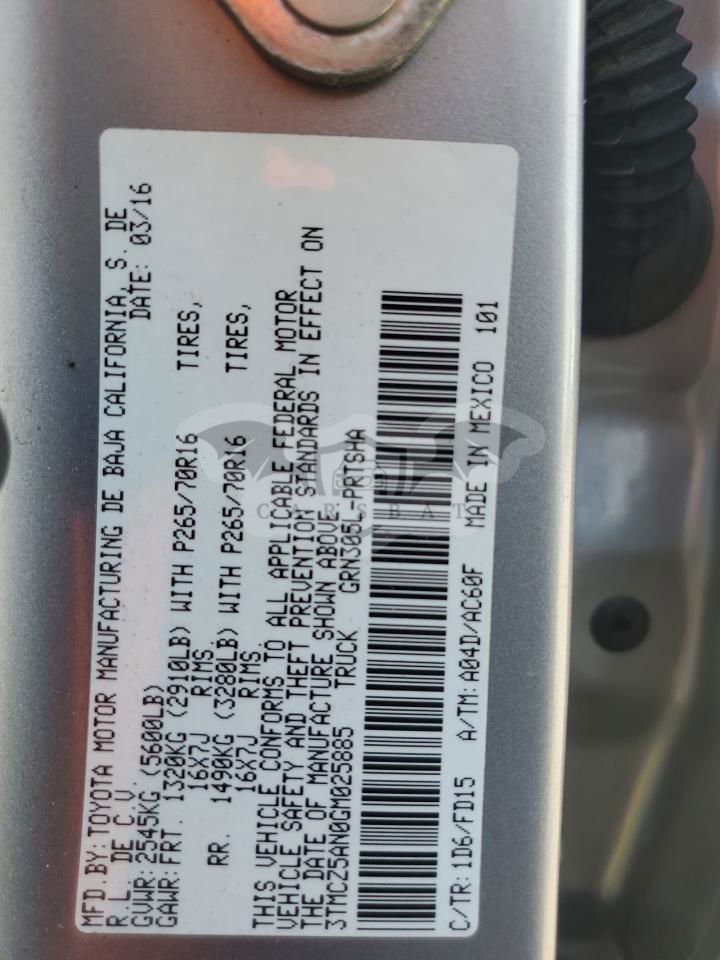 MFD.BY:TOYOTA MOTOR MANUFACTURING DE BAJA CALIFORNIA, S. DE
R.L. DE C.V. DATE: 03/16
GVWR:2545KG (5600LB)
GAWR:FRT. 1320KG (2910LB) WITH P265/70R16 TIRES,
16X7J RIMS,
RR. 1490KG (3280LB) WITH P265/70R16 TIRES,
16X7J RIMS
THIS VEHICLE CONFORMS TO ALL APPLICABLE FEDERAL MOTOR
VEHICLE SAFETY AND THEFT PREVENTION STANDARDS IN EFFECT ON
THE DATE OF MANUFACTURE SHOWN ABOVE.
3TMCZ5AN0GM025885 TRUCK GRN305L-PRTSHA
C/TR:1D6/FD15 A/TM:A04D/AC60F MADE IN MEXICO 101
CARSBAT